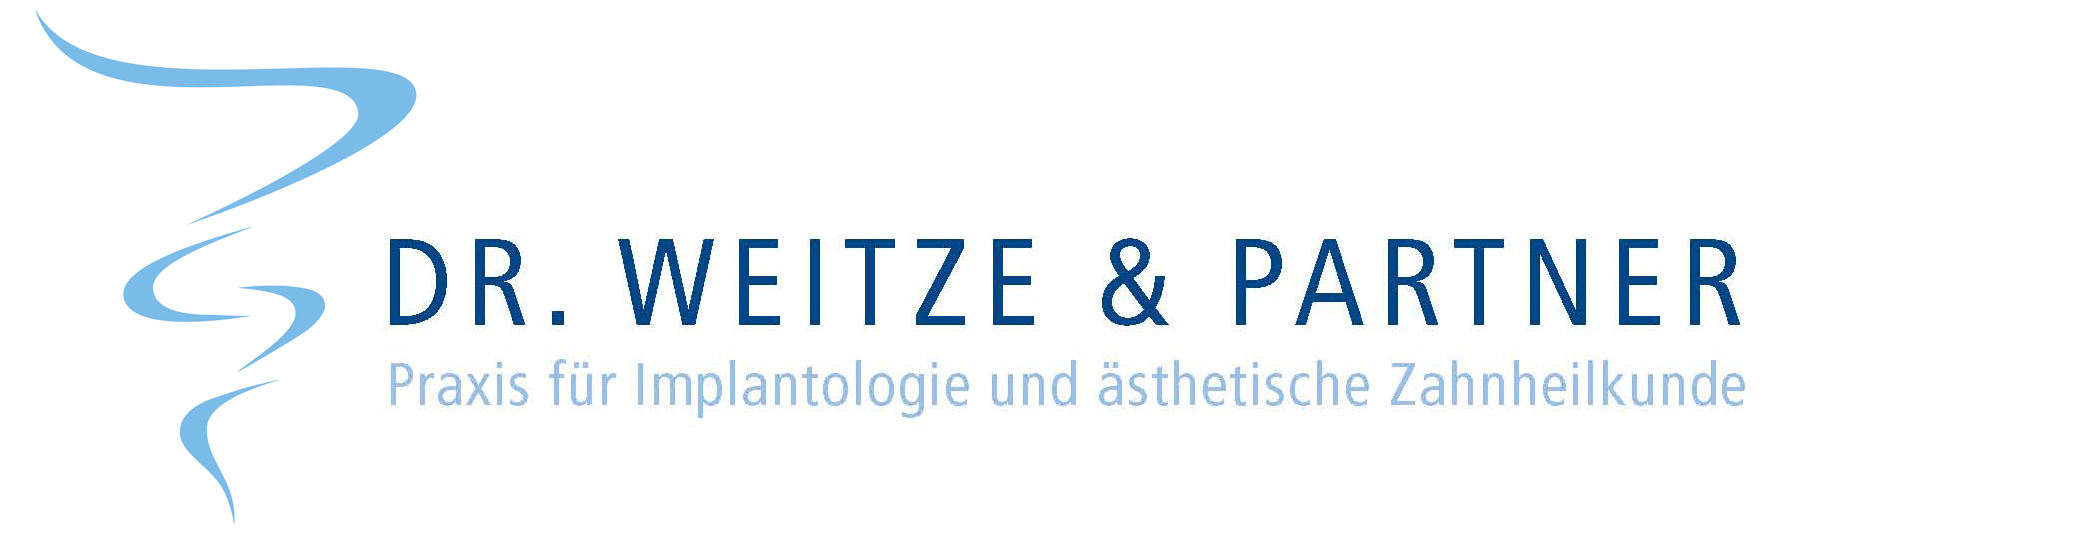 DR. WEITZE & PARTNER
Praxis für Implantologie und ästhetische Zahnheilkunde